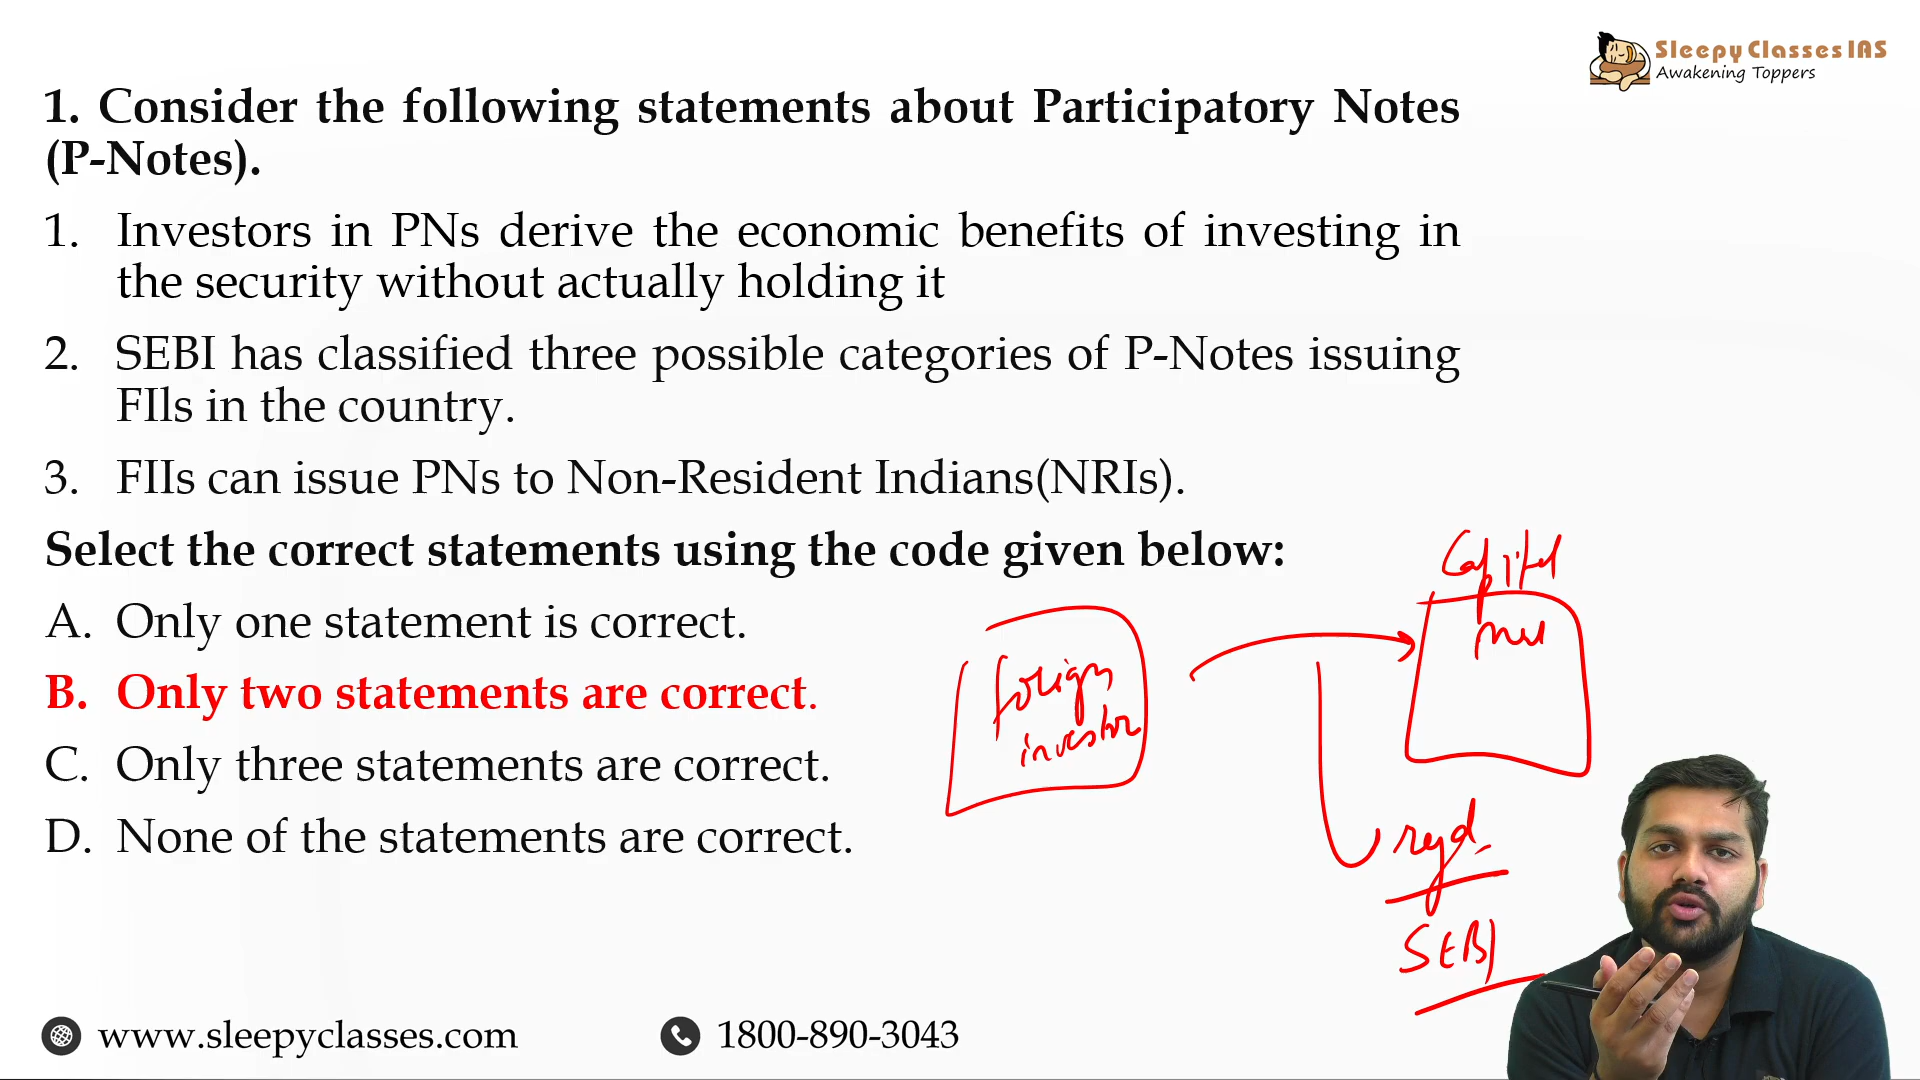 Sleepy Classes IAS
Awakening Toppers
1. Consider the following statements about Participatory Notes
(P-Notes).
1. Investors in PNs derive the economic benefits of investing in
the security without actually holding it
2. SEBI has classified three possible categories of P-Notes issuing
FIls in the country.
3. FIIs can issue PNs to Non-Resident Indians(NRIs).
Select the correct statements using the code given below:
A. Only one statement is correct.
B. Only two statements are correct.
C. Only three statements are correct.
D. None of the statements are correct.
Capital
foreign
investor
regd.
SEBI
www.sleepyclasses.com
1800-890-3043